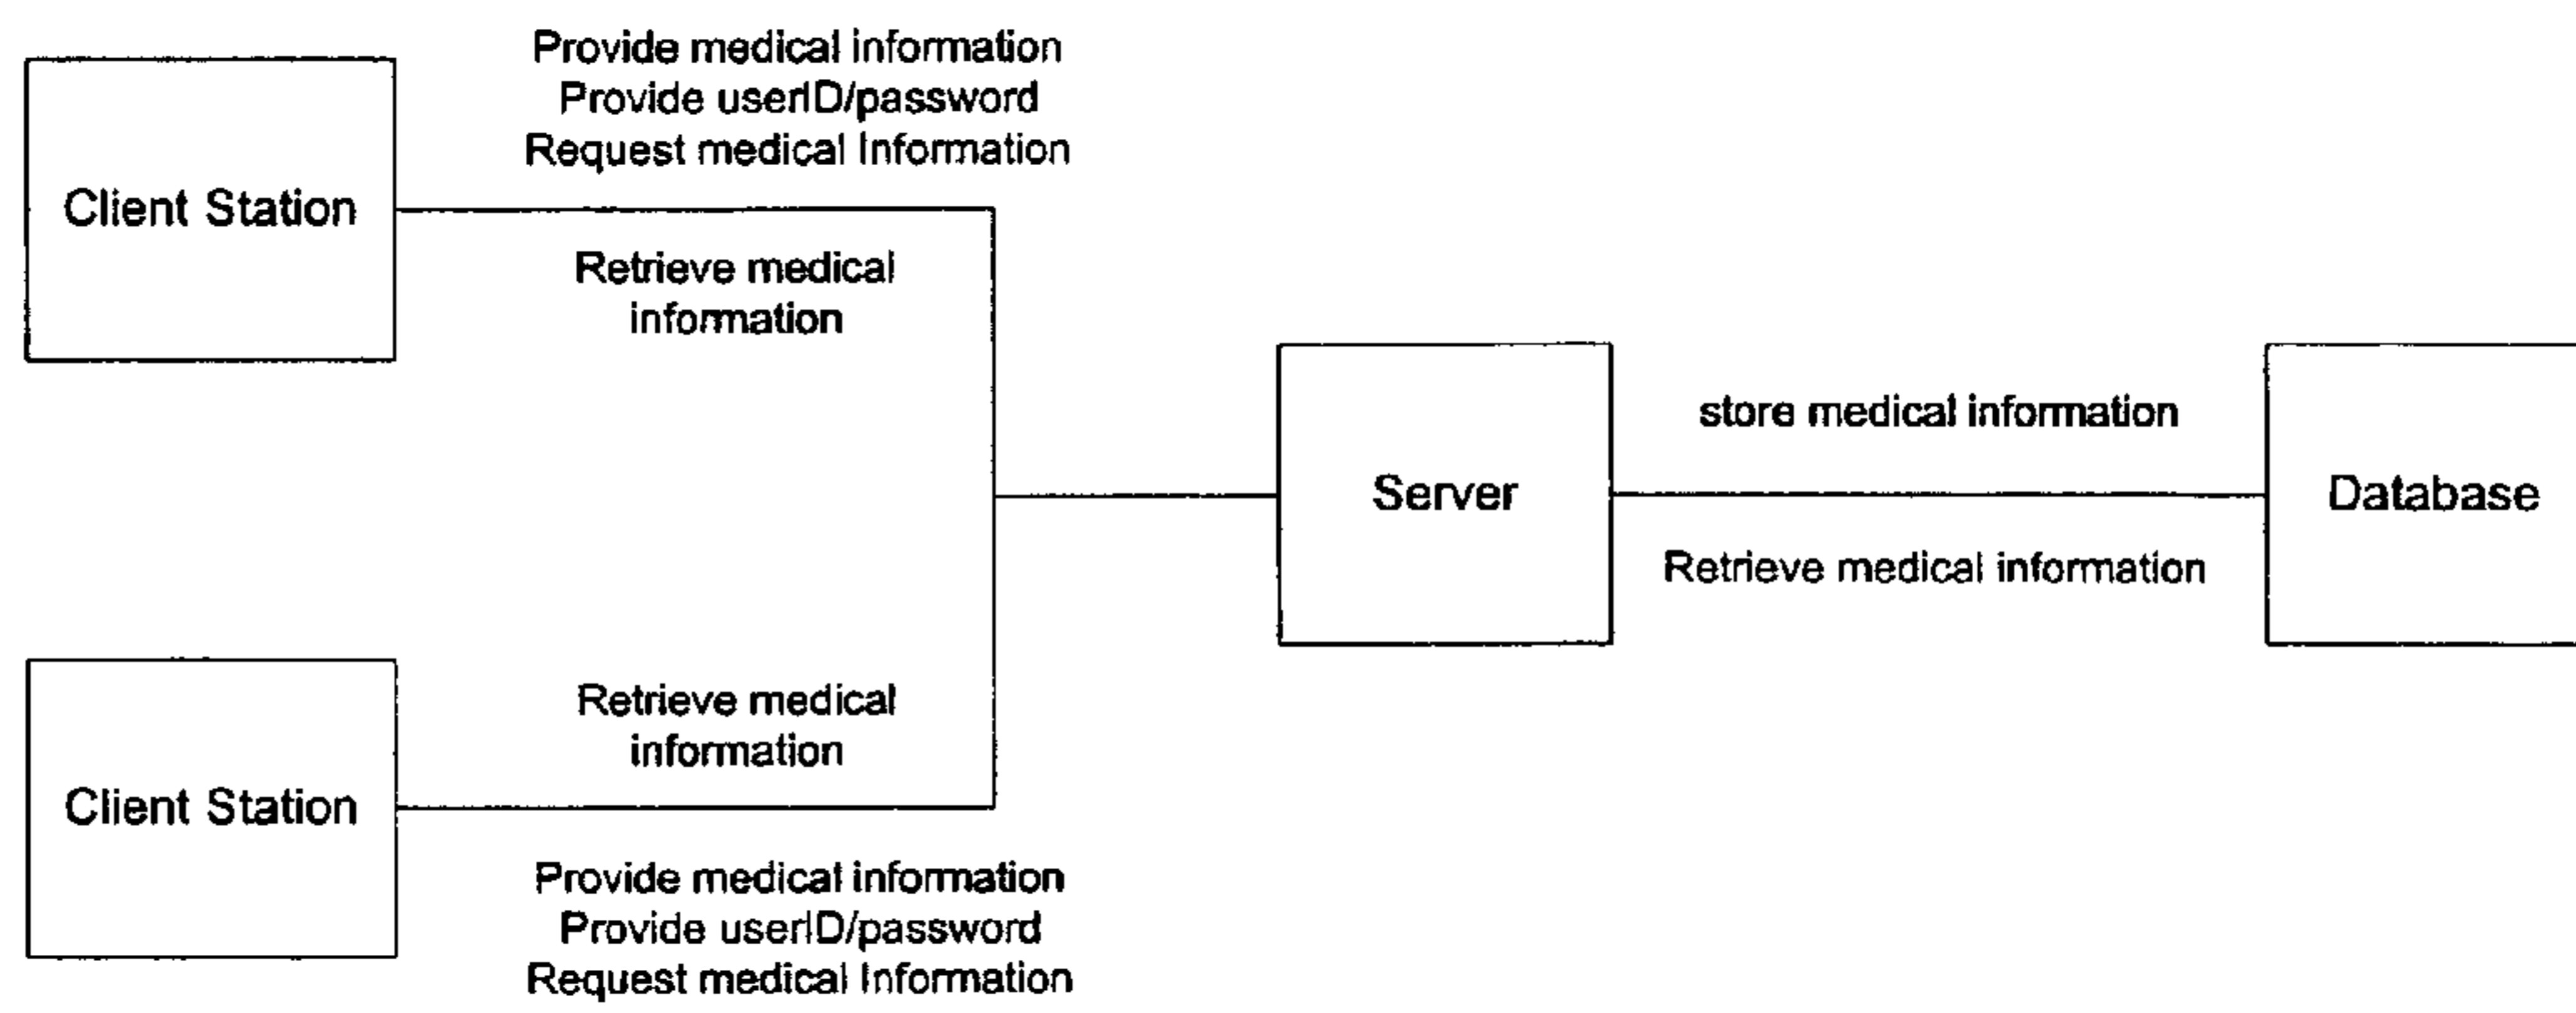 Provide medical information
Provide userID/password
Request medical Information
Client Station
Retrieve medical
information
store medical information
Server
Database
Retrieve medical information
Retrieve medical
information
Client Station
Provide medical information
Provide userID/password
Request medical Information